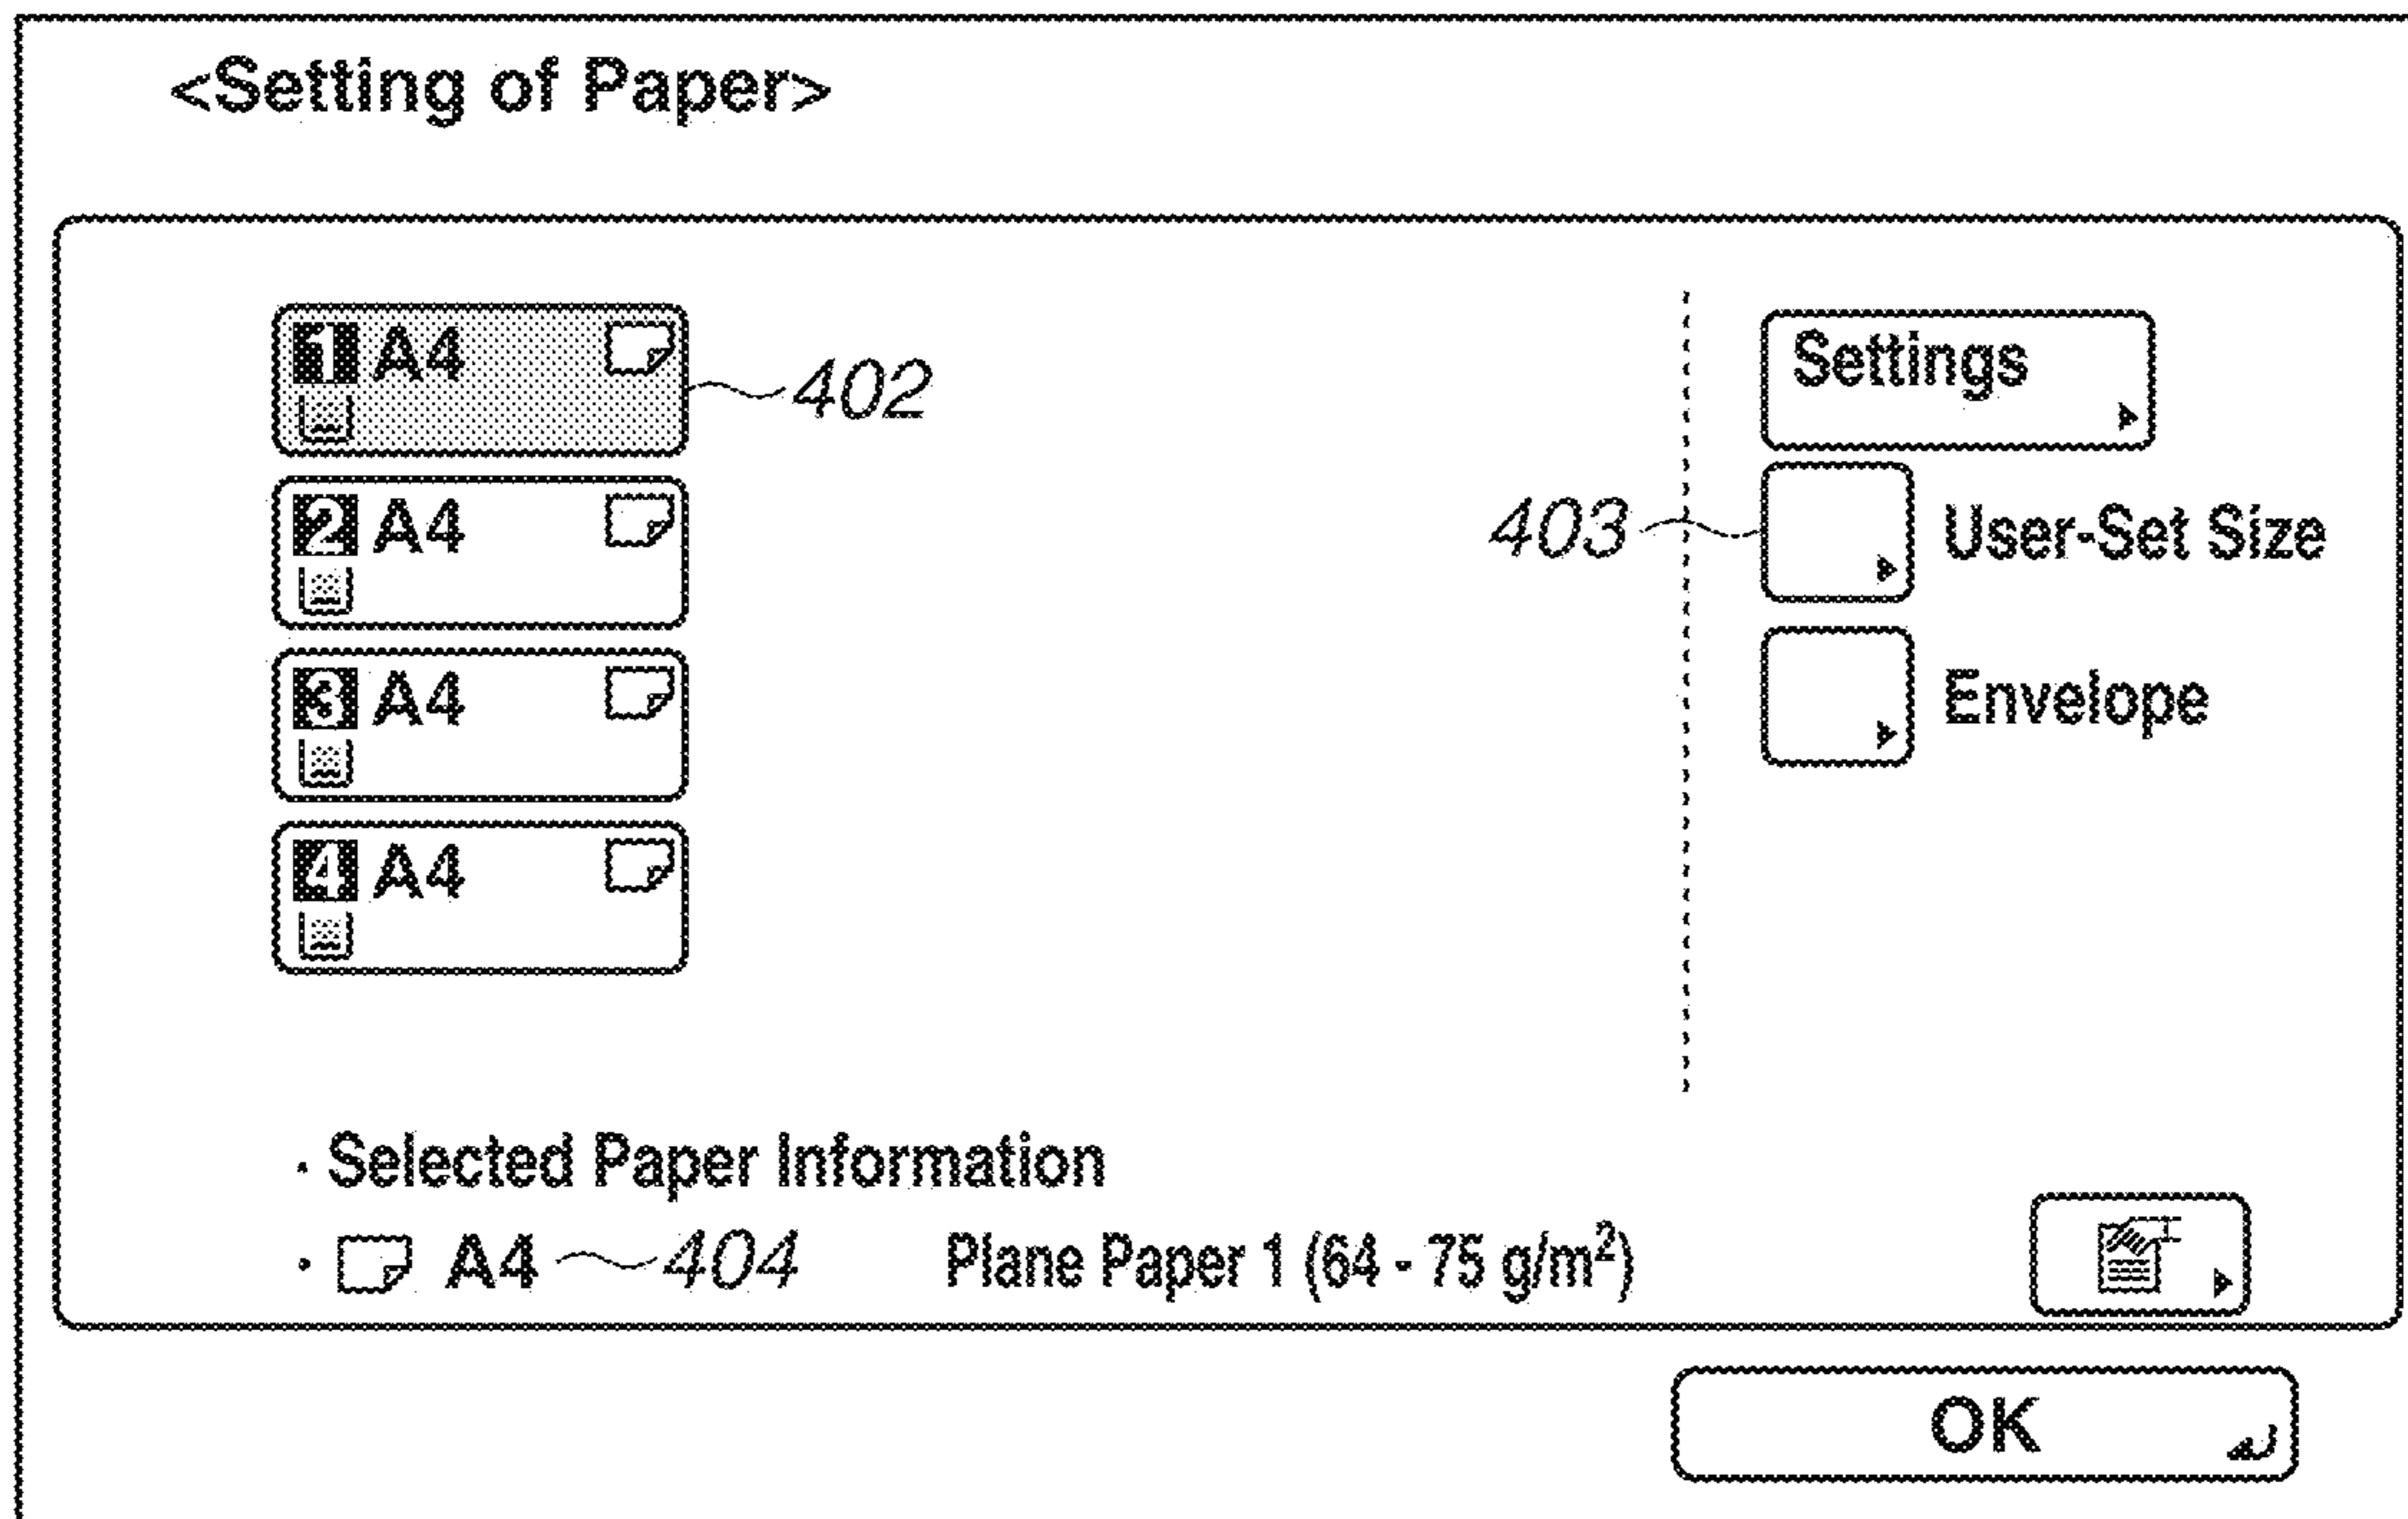 <Setting of Paper>
1 A4
402
2 A4
3 A4
4 A4
Settings
403
User-Set Size
Envelope
· Selected Paper Information
· A4 404 Plane Paper 1 (64 - 75 g/m²)
OK